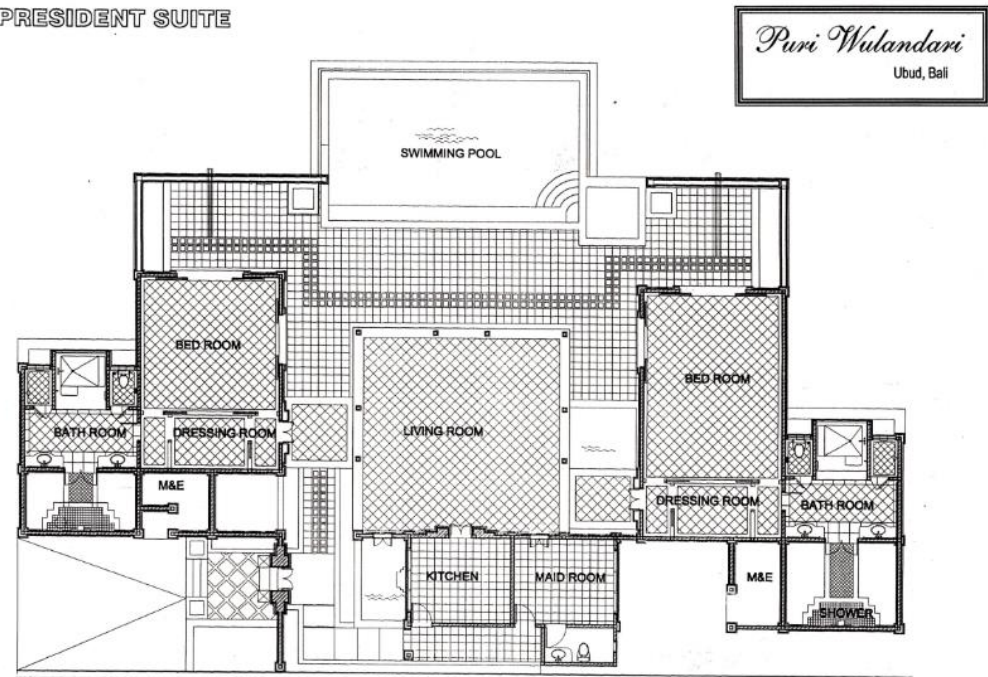 PRESIDENT SUITE
Puri Wulandari
Ubud, Bali
SWIMMING POOL
BED ROOM
BED ROOM
BATH ROOM
DRESSING ROOM
LIVING ROOM
M&E
DRESSING ROOM
BATH ROOM
KITCHEN
MAID ROOM
M&E
SHOWER